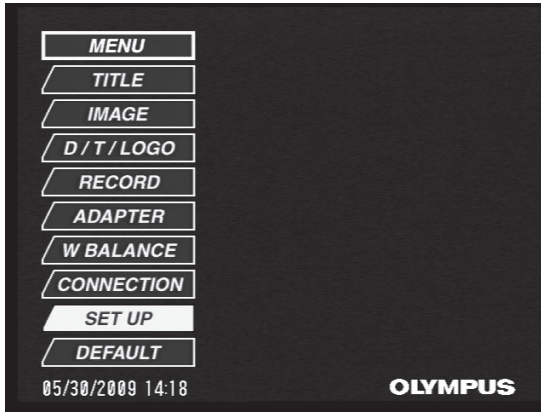 MENU
TITLE
IMAGE
D / T / LOGO
RECORD
ADAPTER
W BALANCE
CONNECTION
SET UP
DEFAULT
05/30/2009 14:18
OLYMPUS